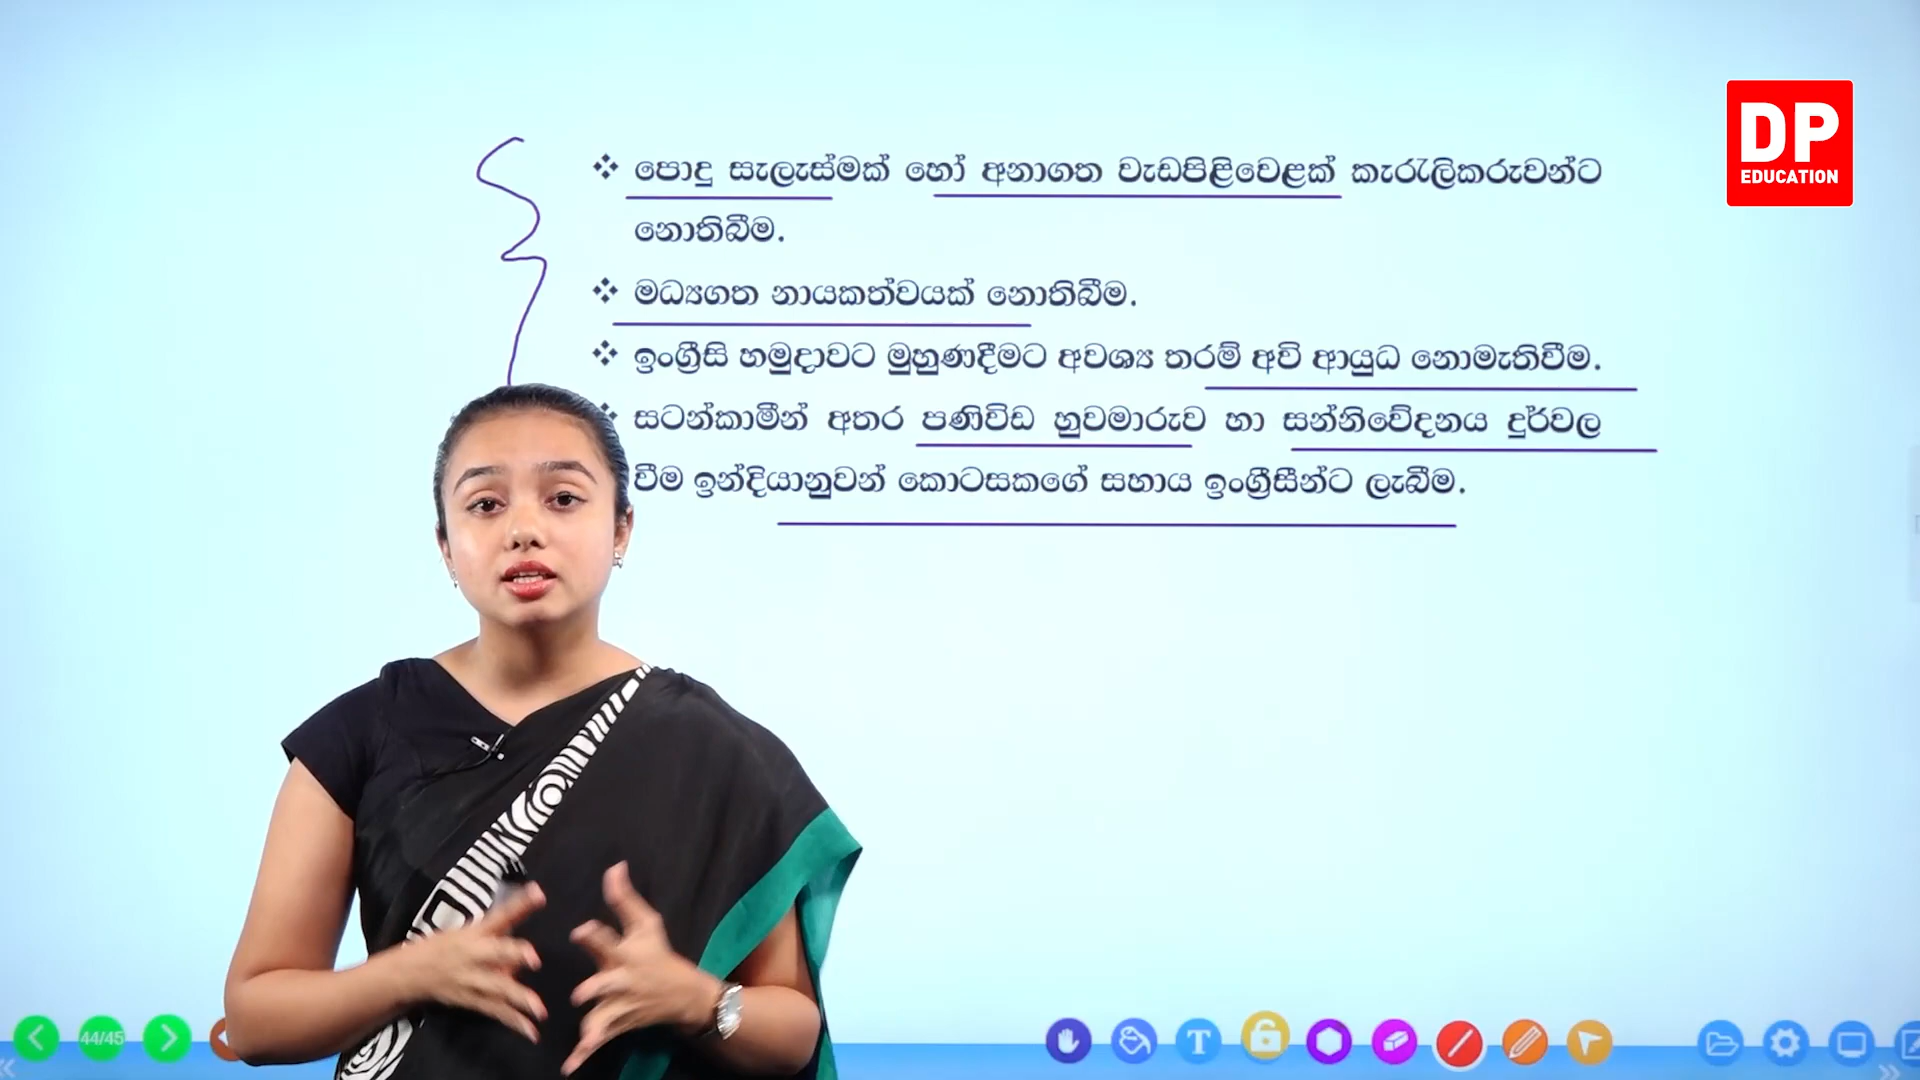 DP
EDUCATION
❖ පොදු සැලැස්මක් හෝ අනාගත වැඩපිළිවෙළක් කැරැලිකරුවන්ට
නොතිබීම.
❖ මධ්‍යගත නායකත්වයක් නොතිබීම.
❖ ඉංග්‍රීසි හමුදාවට මුහුණදීමට අවශ්‍ය තරම් අවි ආයුධ නොමැතිවීම.
❖ සටන්කාමීන් අතර පණිවිඩ හුවමාරුව හා සන්නිවේදනය දුර්වල
වීම ඉන්දියානුවන් කොටසකගේ සහාය ඉංග්‍රීසීන්ට ලැබීම.
44/45
T